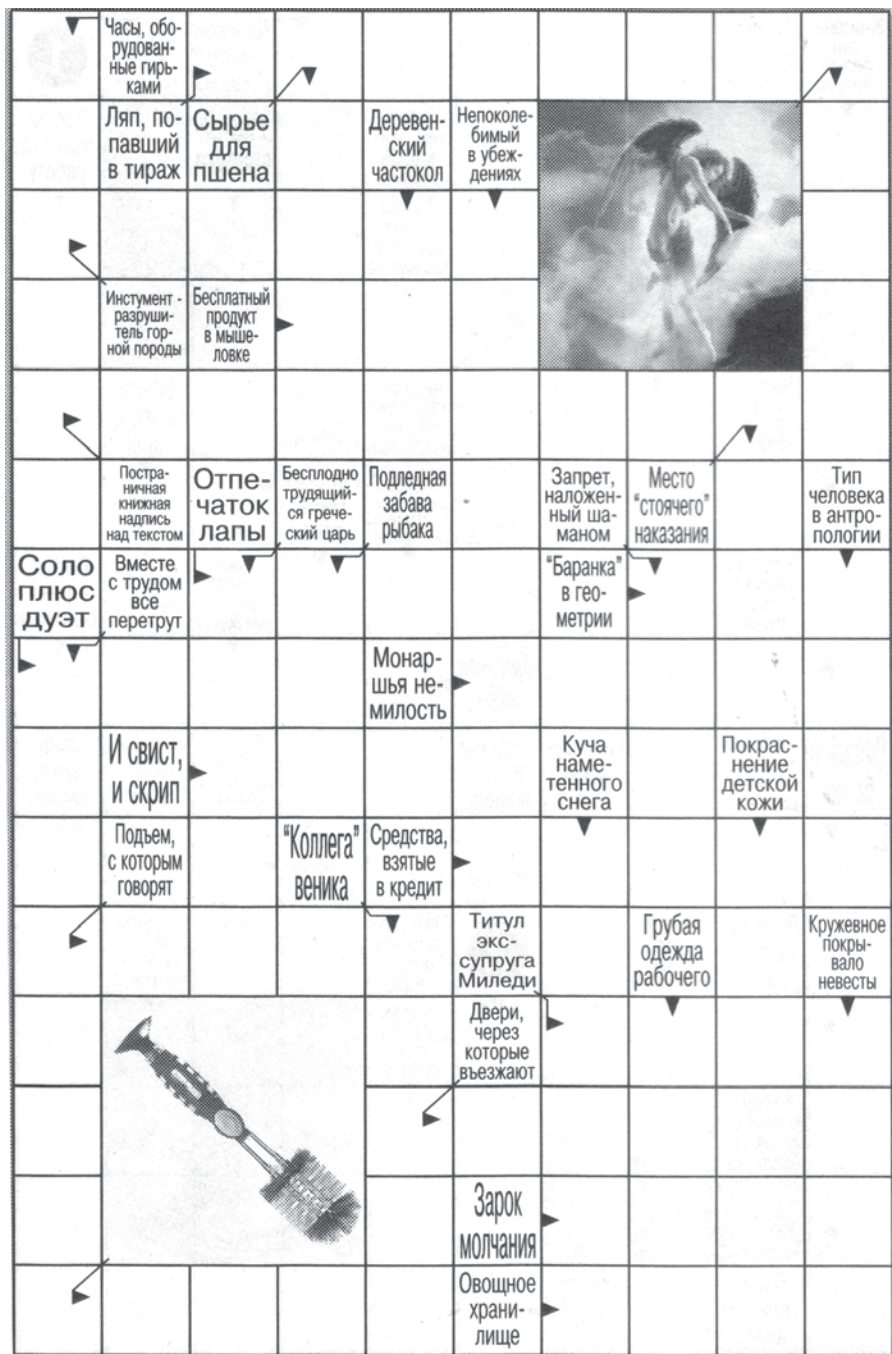 Часы, обо-
рудован-
ные гирь-
ками
Ляп, по-
павший
в тираж
Сырье
для
пшена
Деревен-
ский
частокол
Непоколе-
бимый
в убеж-
дениях
Инстумент -
разруши-
тель гор-
ной породы
Бесплатный
продукт
в мыше-
ловке
Постра-
ничная
книжная
надпись
над текстом
Отпе-
чаток
лапы
Бесплодно
трудящий-
ся грече-
ский царь
Подледная
забава
рыбака
Запрет,
наложен-
ный ша-
маном
Место
“стоячего”
наказания
Тип
человека
в антро-
пологии
Соло
плюс
дуэт
Вместе
с трудом
все
перетрут
“Баранка”
в гео-
метрии
Монар-
шья не-
милость
И свист,
и скрип
Куча
наме-
тенного
снега
Покрас-
нение
детской
кожи
Подъем,
с которым
говорят
“Коллега”
веника
Средства,
взятые
в кредит
Титул
экс-
супруга
Миледи
Грубая
одежда
рабочего
Кружевное
покры-
вало
невесты
Двери,
через
которые
въезжают
Зарок
молчания
Овощное
храни-
лище